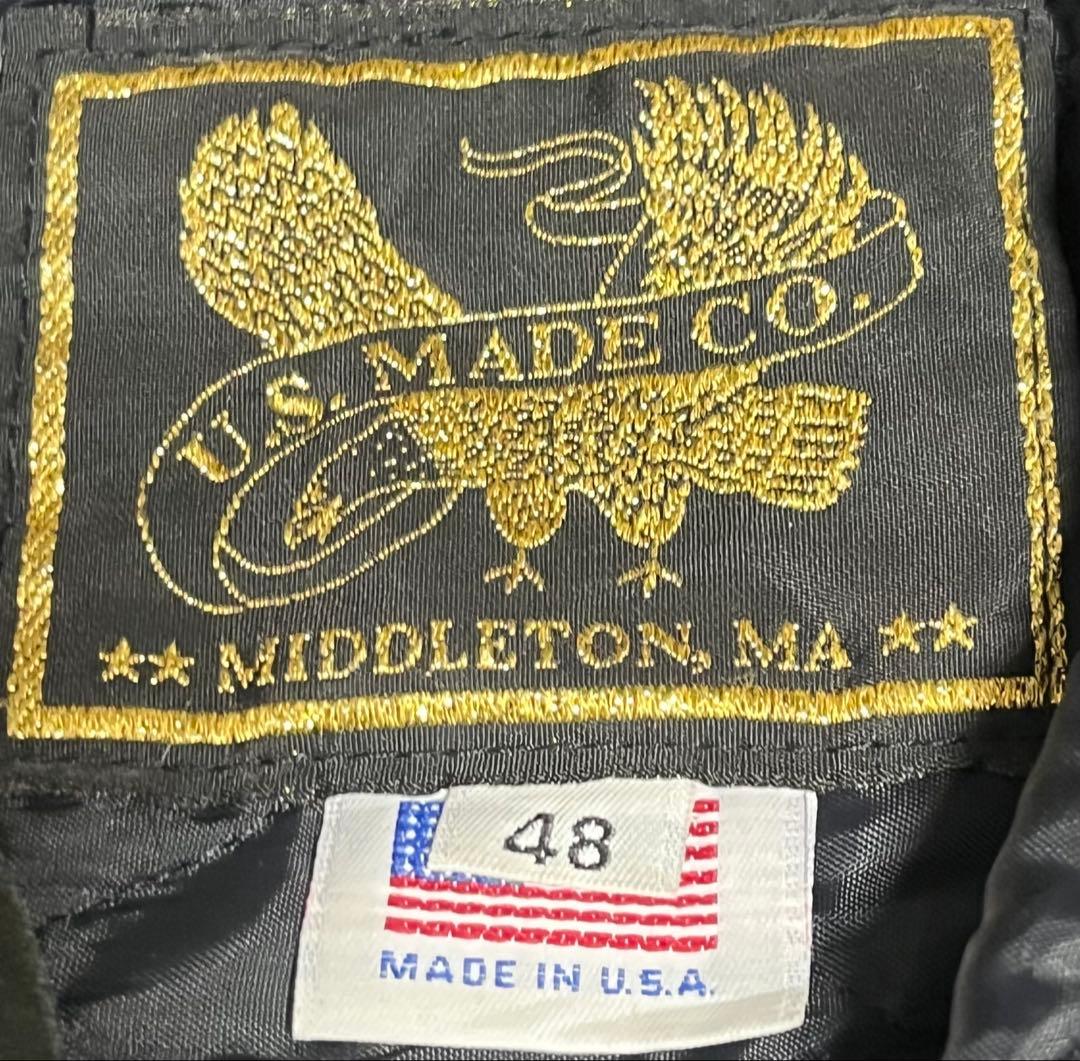 U.S. MADE CO.
MIDDLETON, MA
48
MADE IN U.S.A.